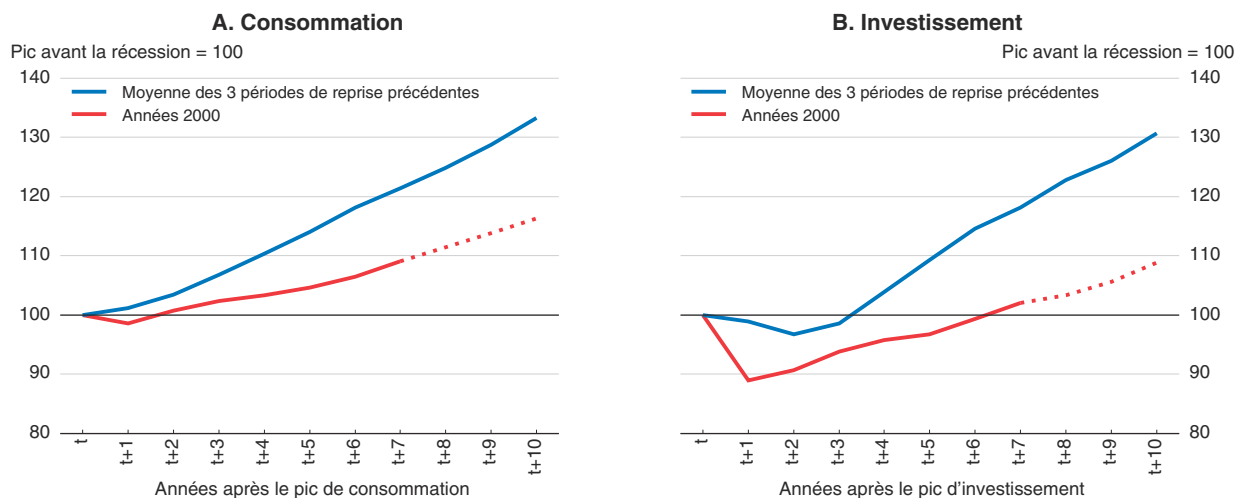 A. Consommation
Pic avant la récession = 100
140
130
120
110
100
90
80
Moyenne des 3 périodes de reprise précédentes
Années 2000
t
t+1
t+2
t+3
t+4
t+5
t+6
t+7
t+8
t+9
t+10
Années après le pic de consommation
B. Investissement
Pic avant la récession = 100
Moyenne des 3 périodes de reprise précédentes
Années 2000
140
130
120
110
100
90
80
t
t+1
t+2
t+3
t+4
t+5
t+6
t+7
t+8
t+9
t+10
Années après le pic d’investissement